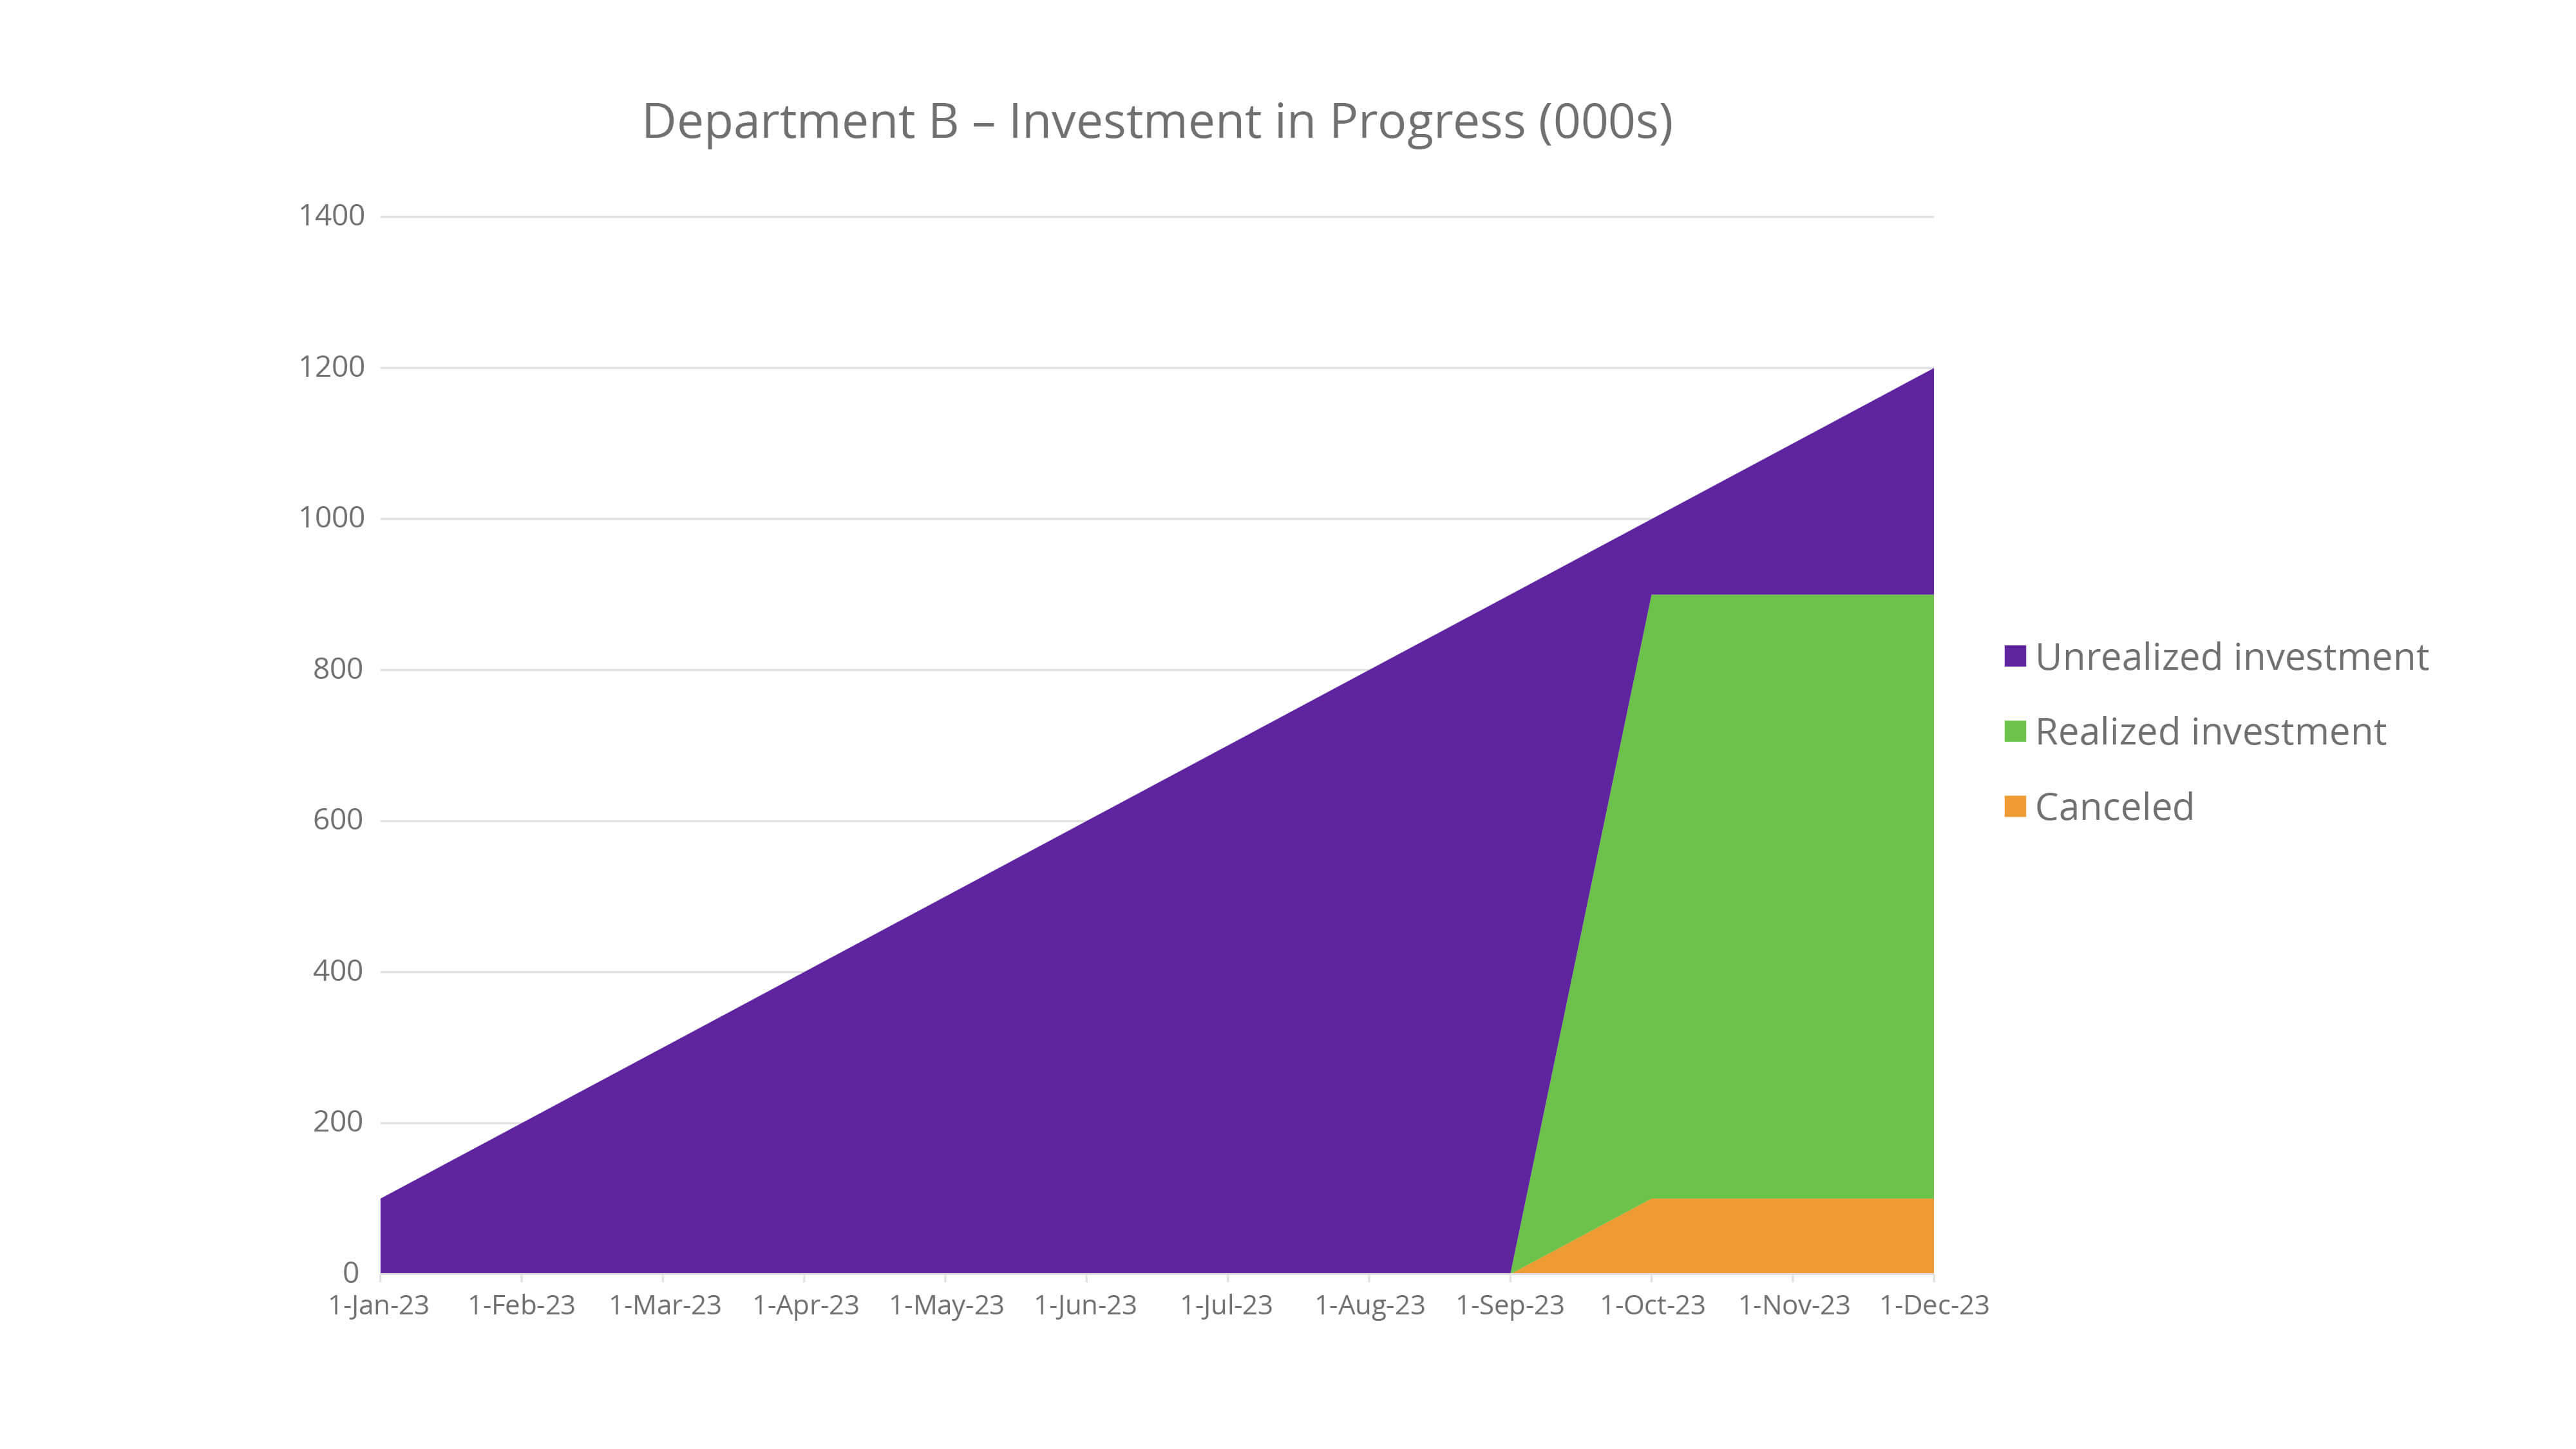 Department B – Investment in Progress (000s)
1400
1200
1000
800
600
400
200
0
1-Jan-23 1-Feb-23 1-Mar-23 1-Apr-23 1-May-23 1-Jun-23 1-Jul-23 1-Aug-23 1-Sep-23 1-Oct-23 1-Nov-23 1-Dec-23
Unrealized investment
Realized investment
Canceled